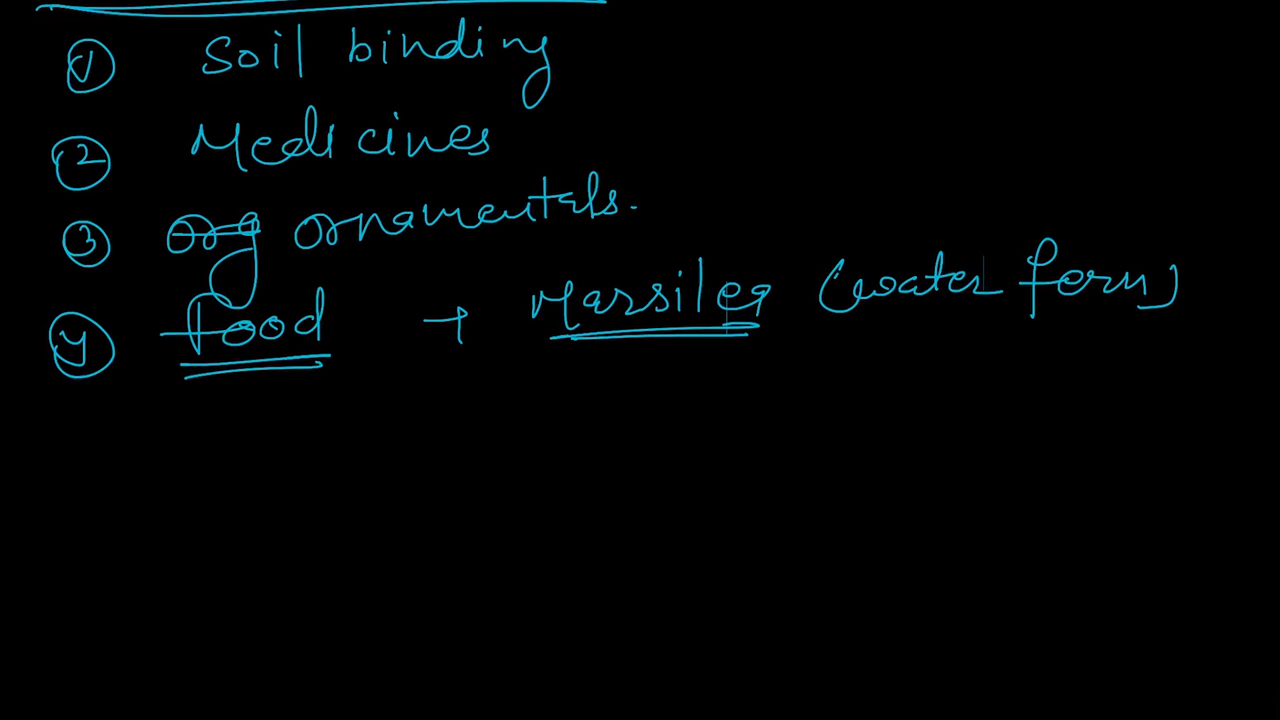 ① Soil binding
② Medicines
③ org ornamentals.
④ food → Marsilea (water fern)